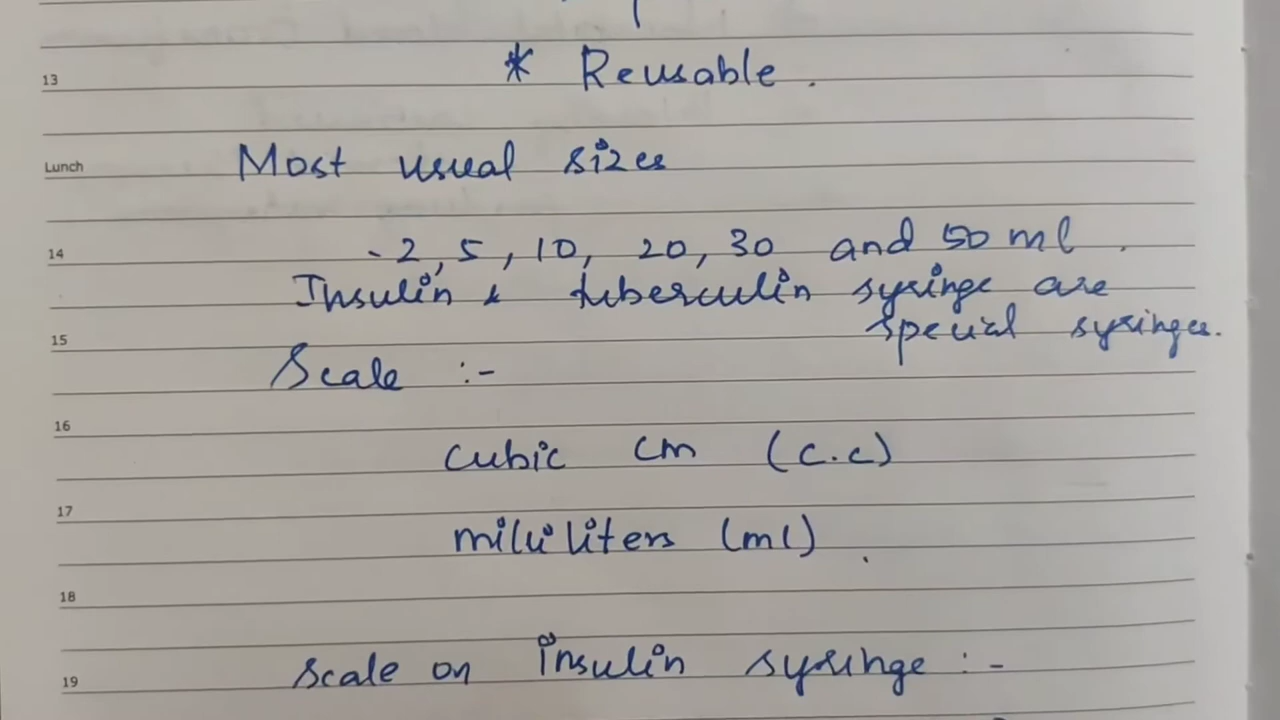 13
* Reusable.
Lunch
Most usual sizes
14
- 2, 5, 10, 20, 30 and 50 ml.
Insulin & tuberculin syringe are
special syringes.
15
Scale :-
16
cubic cm (c.c)
17
mililiters (ml).
18
19
Scale on insulin syringe :-